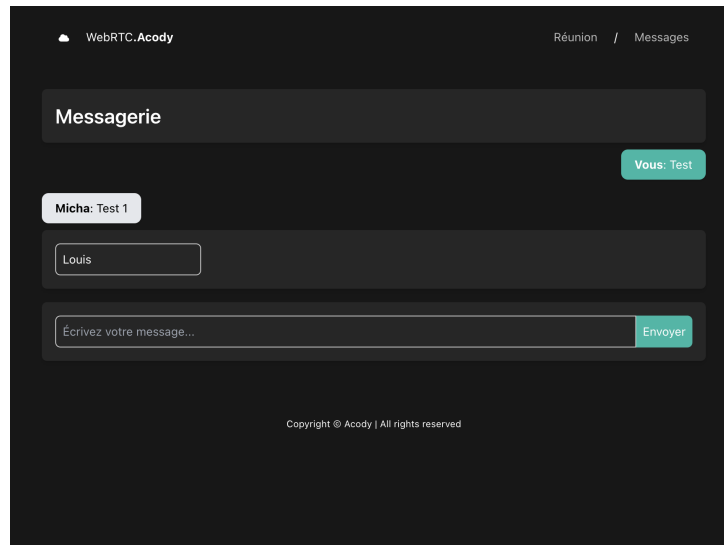 WebRTC.Acody
Réunion / Messages
Messagerie
Vous: Test
Micha: Test 1
Louis
Écrivez votre message...
Envoyer
Copyright © Acody | All rights reserved